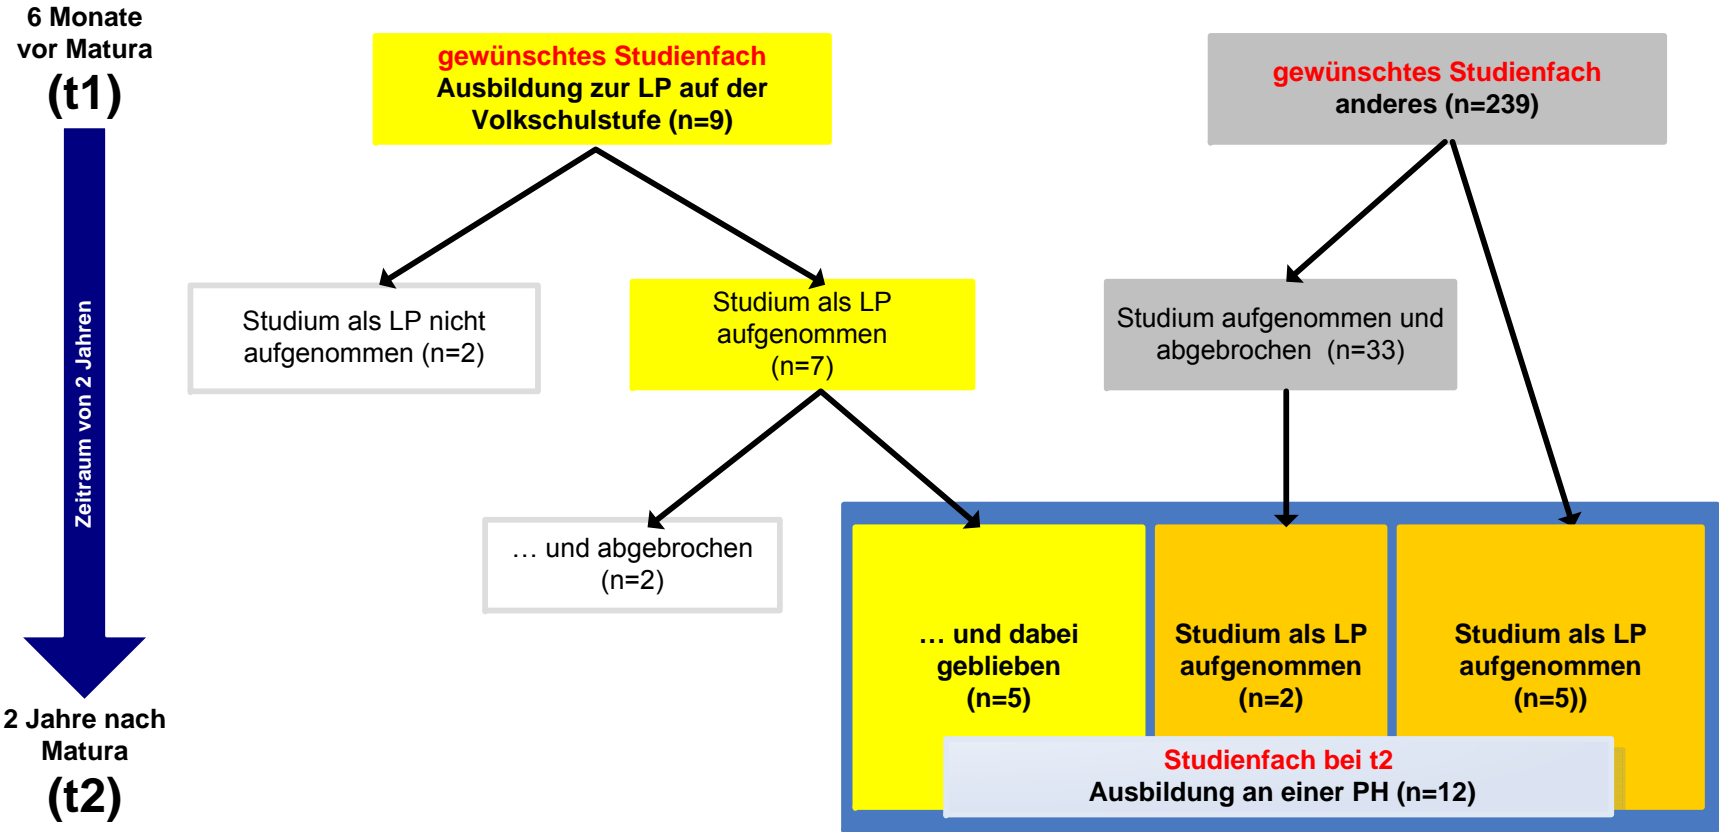 6 Monate
vor Matura
(t1)
gewünschtes Studienfach
Ausbildung zur LP auf der
Volkschulstufe (n=9)
gewünschtes Studienfach
anderes (n=239)
Zeitraum von 2 Jahren
Studium als LP nicht
aufgenommen (n=2)
Studium als LP
aufgenommen
(n=7)
Studium aufgenommen und
abgebrochen (n=33)
… und abgebrochen
(n=2)
… und dabei
geblieben
(n=5)
Studium als LP
aufgenommen
(n=2)
Studium als LP
aufgenommen
(n=5))
2 Jahre nach
Matura
(t2)
Studienfach bei t2
Ausbildung an einer PH (n=12)